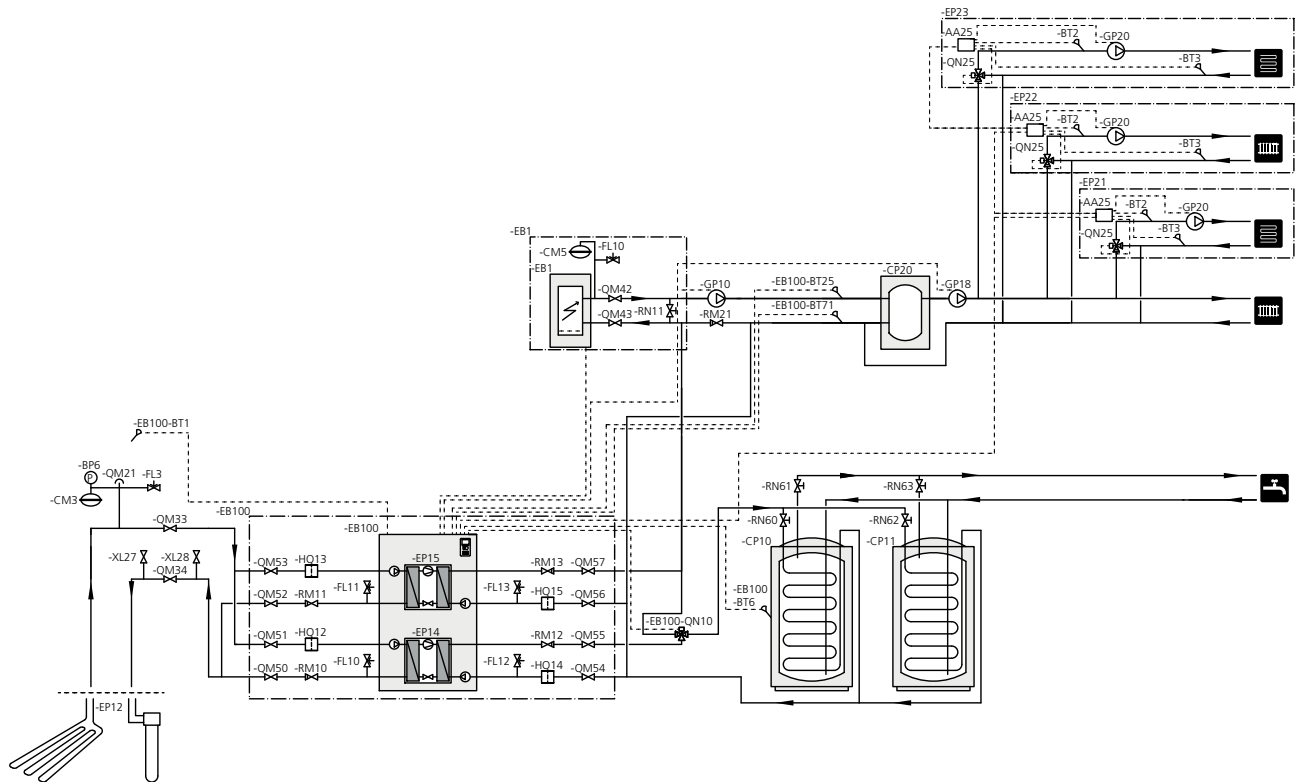 -EP23
-AA25
-BT2
-GP20
-QN25
-BT3
-EP22
-AA25
-BT2
-GP20
-QN25
-BT3
-EP21
-AA25
-BT2
-GP20
-QN25
-BT3
-EB1
-CM5
-FL10
-EB1
-QM42
-QM43
-RN11
-GP10
-RM21
-EB100-BT25
-EB100-BT71
-CP20
-GP18
-EB100-BT1
-BP6
P
-QM21
-FL3
-CM3
-QM33
-XL27
-XL28
-QM34
-EP12
-EB100
-EB100
-QM53
-HQ13
-EP15
-RM13
-QM57
-FL11
-FL13
-HQ15
-QM52
-RM11
-QM56
-QM51
-HQ12
-EP14
-RM12
-QM55
-FL10
-FL12
-HQ14
-QM50
-RM10
-QM54
-EB100-QN10
-RN61
-RN63
-RN60
-RN62
-CP10
-CP11
-EB100
-BT6